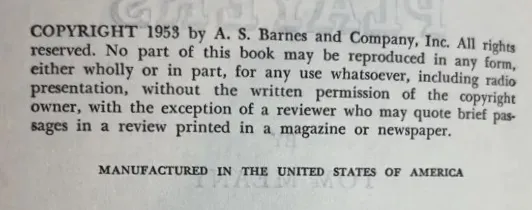 COPYRIGHT 1953 by A. S. Barnes and Company, Inc. All rights
reserved. No part of this book may be reproduced in any form,
either wholly or in part, for any use whatsoever, including radio
presentation, without the written permission of the copyright
owner, with the exception of a reviewer who may quote brief pas-
sages in a review printed in a magazine or newspaper.
MANUFACTURED IN THE UNITED STATES OF AMERICA